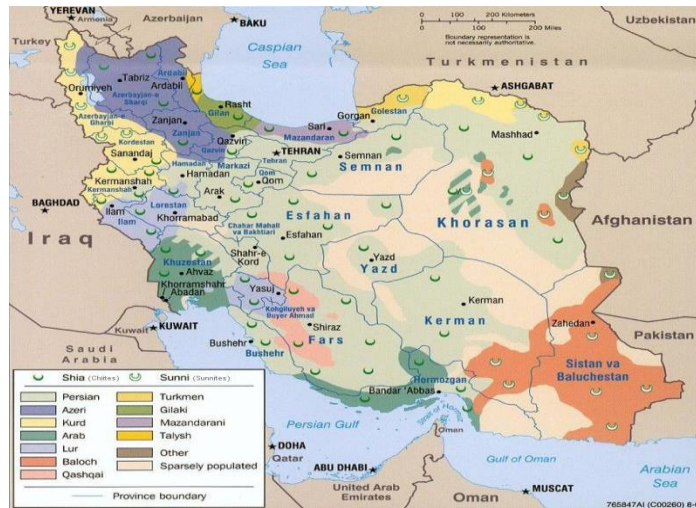 YEREVAN
Armenia
Azerbaijan
BAKU
Turkey
Caspian
Sea
0 100 200 Kilometers
0 100 200 Miles
Boundary representation is
not necessarily authoritative.
Uzbekistan
Turkmenistan
ASHGABAT
Tabriz
Ardabil
Ardabil
Orumiyeh
Azerbayjan-e
Sharqi
Azerbayjan-e
Gharbi
Rasht
Gilan
Zanjan
Zanjan
Qazvin
Qazvin
Kordestan
Sanandaj
Sari
Mazandaran
Gorgan
Golestan
Mashhad
TEHRAN
Tehran
Markazi
Semnan
Semnan
Hamadan
Hamadan
Qom
Qom
Kermanshah
Kermanshah
BAGHDAD
Arak
Lorestan
Khorramabad
Ilam
Ilam
Esfahan
Esfahan
Khorasan
Afghanistan
Iraq
Chahar Mahall
va Bakhtiari
Shahr-e
Kord
Khuzestan
Ahvaz
Khorramshahr
Abadan
Yazd
Yazd
Yasuj
Kohgiluyeh va
Buyer Ahmad
Kerman
Kerman
Zahedan
Pakistan
Kuwait
KUWAIT
Saudi
Arabia
Bushehr
Bushehr
Shiraz
Fars
Sistan va
Baluchestan
Hormozgan
Bandar 'Abbas
Strait of Hormuz
Oman
Persian Gulf
DOHA
Qatar
ABU DHABI
United Arab
Emirates
Gulf of Oman
Oman
MUSCAT
Arabian
Sea
Shia (Chiites) Sunni (Sunnites)
Persian Turkmen
Azeri Gilaki
Kurd Mazandarani
Arab Talysh
Lur Other
Baloch Sparsely populated
Qashqai
Province boundary
765847AI (C00260)